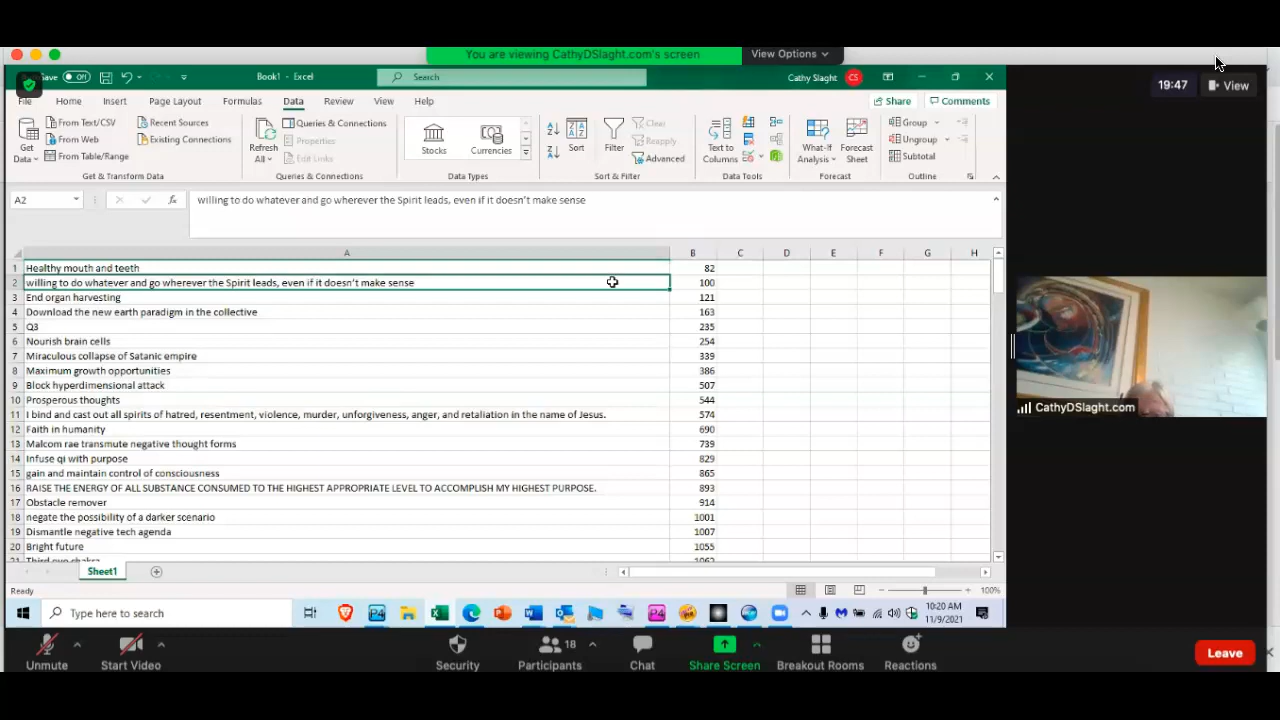 You are viewing CathyDSlaght.com's screen
View Options
Save
Off
Book1 - Excel
Search
Cathy Slaght
CS
19:47
View
File
Home
Insert
Page Layout
Formulas
Data
Review
View
Help
Share
Comments
Get
Data
From Text/CSV
From Web
From Table/Range
Recent Sources
Existing Connections
Get & Transform Data
Refresh
All
Queries & Connections
Properties
Edit Links
Queries & Connections
Stocks
Currencies
Data Types
Sort
Filter
Clear
Reapply
Advanced
Sort & Filter
Text to
Columns
Data Tools
What-If
Analysis
Forecast
Sheet
Forecast
Group
Ungroup
Subtotal
Outline
A2
fx
willing to do whatever and go wherever the Spirit leads, even if it doesn't make sense
A B C D E F G H
1 Healthy mouth and teeth 82
2 willing to do whatever and go wherever the Spirit leads, even if it doesn't make sense 100
3 End organ harvesting 121
4 Download the new earth paradigm in the collective 163
5 Q3 235
6 Nourish brain cells 254
7 Miraculous collapse of Satanic empire 339
8 Maximum growth opportunities 386
9 Block hyperdimensional attack 507
10 Prosperous thoughts 544
11 I bind and cast out all spirits of hatred, resentment, violence, murder, unforgiveness, anger, and retaliation in the name of Jesus. 574
12 Faith in humanity 690
13 Malcom rae transmute negative thought forms 739
14 Infuse qi with purpose 829
15 gain and maintain control of consciousness 865
16 RAISE THE ENERGY OF ALL SUBSTANCE CONSUMED TO THE HIGHEST APPROPRIATE LEVEL TO ACCOMPLISH MY HIGHEST PURPOSE. 893
17 Obstacle remover 914
18 negate the possibility of a darker scenario 1001
19 Dismantle negative tech agenda 1007
20 Bright future 1055
21 Third eye chakra 1062
CathyDSlaght.com
Sheet1
Ready
100%
Type here to search
P4
P4
10:20 AM
11/9/2021
Unmute
Start Video
Security
18
Participants
Chat
Share Screen
Breakout Rooms
Reactions
Leave